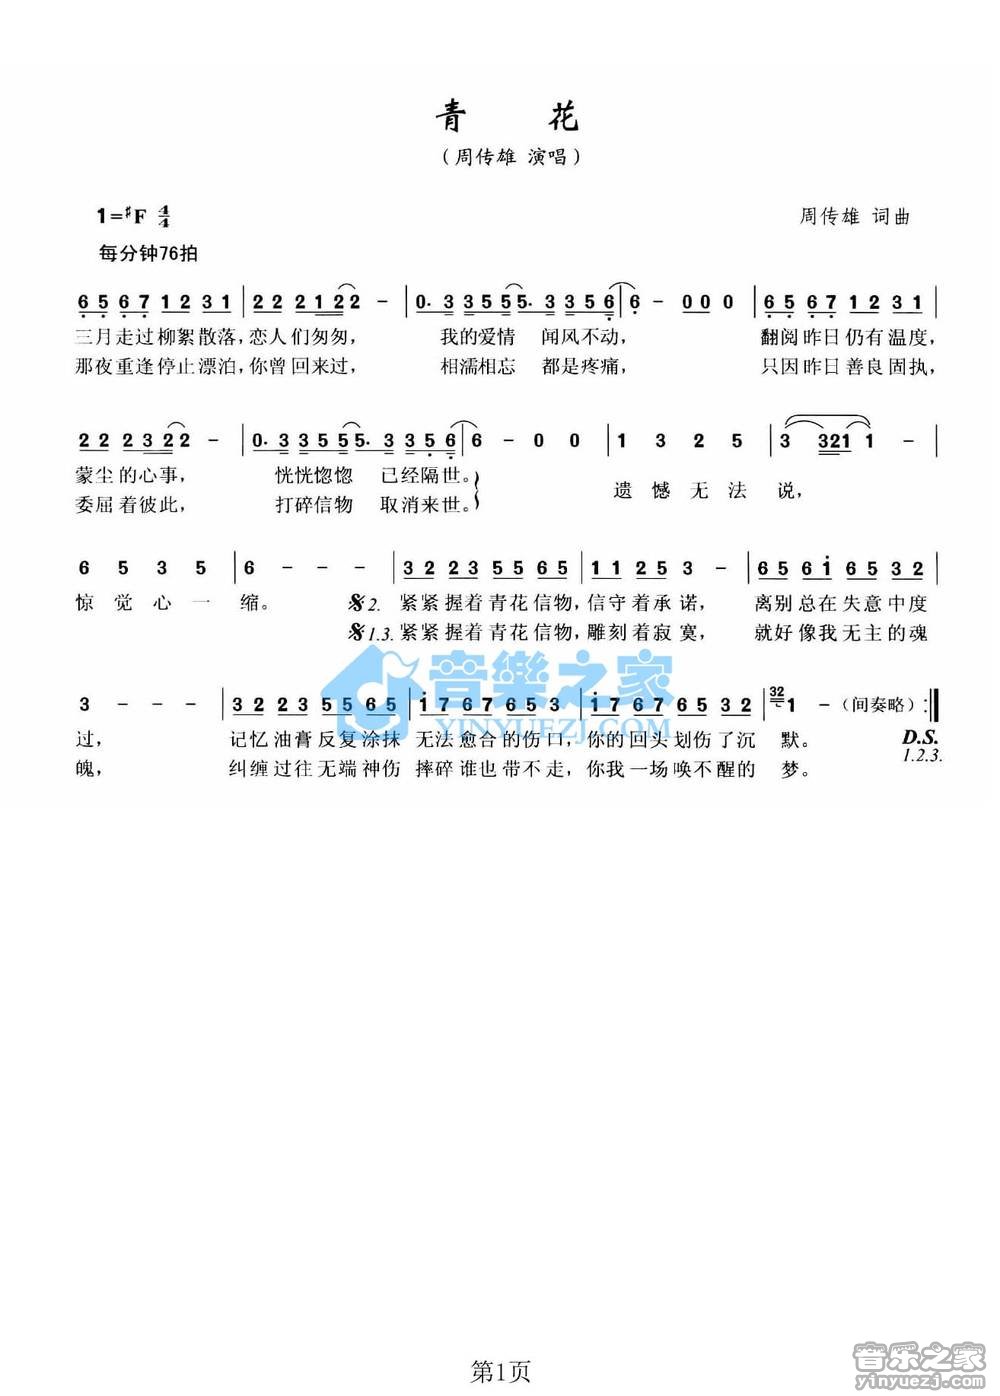 青 花
（周传雄 演唱）
1=♯F 4/4
周传雄 词曲
每分钟76拍
6 5 6 7 1 2 3 1 | 2 2 2 2 1 2 2 - | 0. 3 3 5 5 5 5. 3 3 5 6 | 6 - 0 0 0 | 6 5 6 7 1 2 3 1 |
三月走过柳絮散落，恋人们匆匆， 我的爱情 闻风不动， 翻阅昨日仍有温度，
那夜重逢停止漂泊，你曾回来过， 相濡相忘 都是疼痛， 只因昨日善良固执，
2 2 2 2 3 2 2 - | 0. 3 3 5 5 5 5. 3 3 5 6 | 6 - 0 0 | 1 3 2 5 | 3 3 2 1 1 - |
蒙尘的心事， 恍恍惚惚 已经隔世。
委屈着彼此， 打碎信物 取消来世。
遗憾无法说，
6 5 3 5 | 6 - - - | 3 2 2 3 5 5 6 5 | 1 1 2 5 3 - | 6 5 6 1 6 5 3 2 |
惊觉心一缩。 𝄋2. 紧紧握着青花信物，信守着承诺， 离别总在失意中度
𝄋1.3. 紧紧握着青花信物，雕刻着寂寞， 就好像我无主的魂
3 - - - | 3 2 2 3 5 5 6 5 | 1 7 6 7 6 5 5 | 1 7 6 7 6 5 3 2 | 32 1 - （间奏略）:‖
过， 记忆油膏反复涂抹 无法愈合的伤口，你的回头划伤了沉 默。 D.S.
魄， 纠缠过往无端神伤 摔碎谁也带不走，你我一场唤不醒的 梦。 1.2.3.
音樂之家
YINYUEZJ.COM
第1页
音乐之家
yinyuezj.com